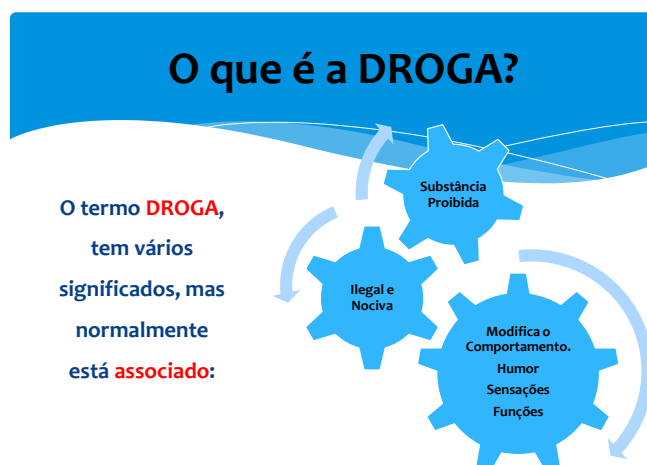 O que é a DROGA?
O termo DROGA,
tem vários
significados, mas
normalmente
está associado:
Substância
Proibida
Ilegal e
Nociva
Modifica o
Comportamento.
Humor
Sensações
Funções